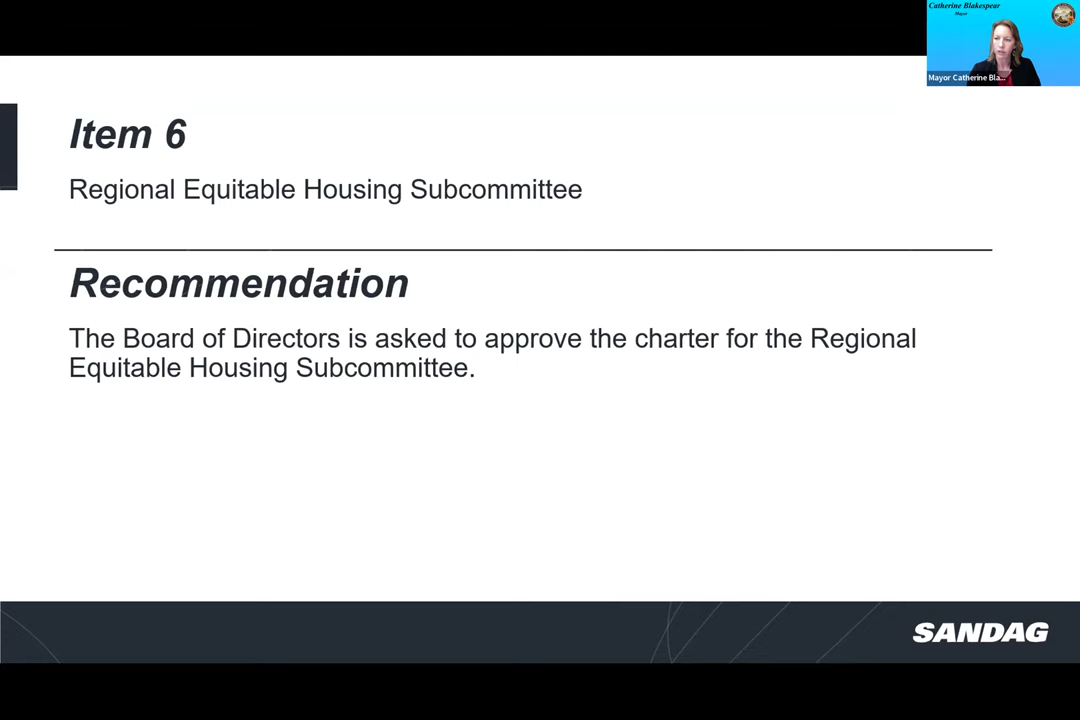 Catherine Blakespear
Mayor
Mayor Catherine Bla...
Item 6
Regional Equitable Housing Subcommittee
Recommendation
The Board of Directors is asked to approve the charter for the Regional
Equitable Housing Subcommittee.
SANDAG